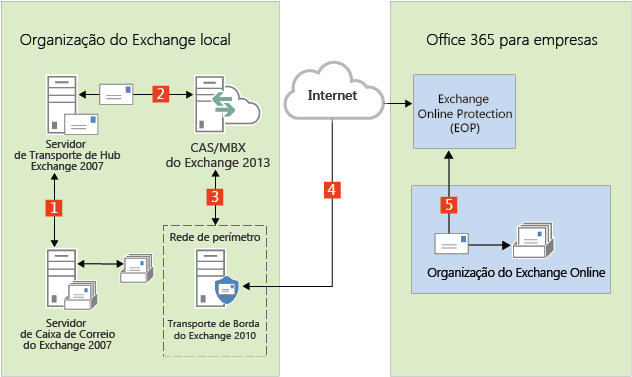 Organização do Exchange local
Office 365 para empresas
2
Internet
Exchange
Online Protection
(EOP)
Servidor
de Transporte de Hub
Exchange 2007
CAS/MBX
do Exchange 2013
1
3
4
5
Rede de perímetro
Organização do Exchange Online
Servidor
de Caixa de Correio
do Exchange 2007
Transporte de Borda
do Exchange 2010